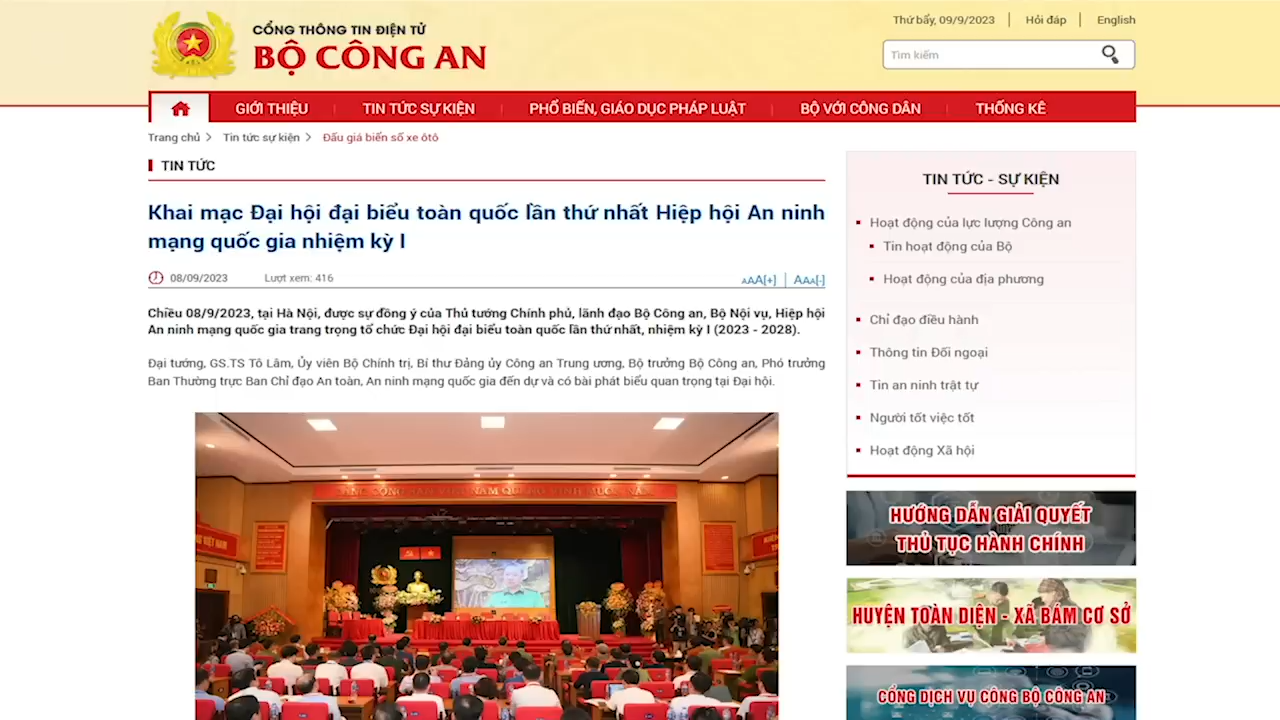 CỔNG THÔNG TIN ĐIỆN TỬ
BỘ CÔNG AN
Thứ bẩy, 09/9/2023
Hỏi đáp
English
Tìm kiếm
GIỚI THIỆU
TIN TỨC SỰ KIỆN
PHỔ BIẾN, GIÁO DỤC PHÁP LUẬT
BỘ VỚI CÔNG DÂN
THỐNG KÊ
Trang chủ > Tin tức sự kiện > Đấu giá biển số xe ôtô
TIN TỨC
Khai mạc Đại hội đại biểu toàn quốc lần thứ nhất Hiệp hội An ninh
mạng quốc gia nhiệm kỳ I
08/09/2023
Lượt xem: 416
AAA[+]
AAA[-]
Chiều 08/9/2023, tại Hà Nội, được sự đồng ý của Thủ tướng Chính phủ, lãnh đạo Bộ Công an, Bộ Nội vụ, Hiệp hội
An ninh mạng quốc gia trang trọng tổ chức Đại hội đại biểu toàn quốc lần thứ nhất, nhiệm kỳ I (2023 - 2028).
Đại tướng, GS.TS Tô Lâm, Ủy viên Bộ Chính trị, Bí thư Đảng ủy Công an Trung ương, Bộ trưởng Bộ Công an, Phó trưởng
Ban Thường trực Ban Chỉ đạo An toàn, An ninh mạng quốc gia đến dự và có bài phát biểu quan trọng tại Đại hội.
TIN TỨC - SỰ KIỆN
Hoạt động của lực lượng Công an
Tin hoạt động của Bộ
Hoạt động của địa phương
Chỉ đạo điều hành
Thông tin Đối ngoại
Tin an ninh trật tự
Người tốt việc tốt
Hoạt động Xã hội
HƯỚNG DẪN GIẢI QUYẾT
THỦ TỤC HÀNH CHÍNH
HUYỆN TOÀN DIỆN - XÃ BÁM CƠ SỞ
CỔNG DỊCH VỤ CÔNG BỘ CÔNG AN